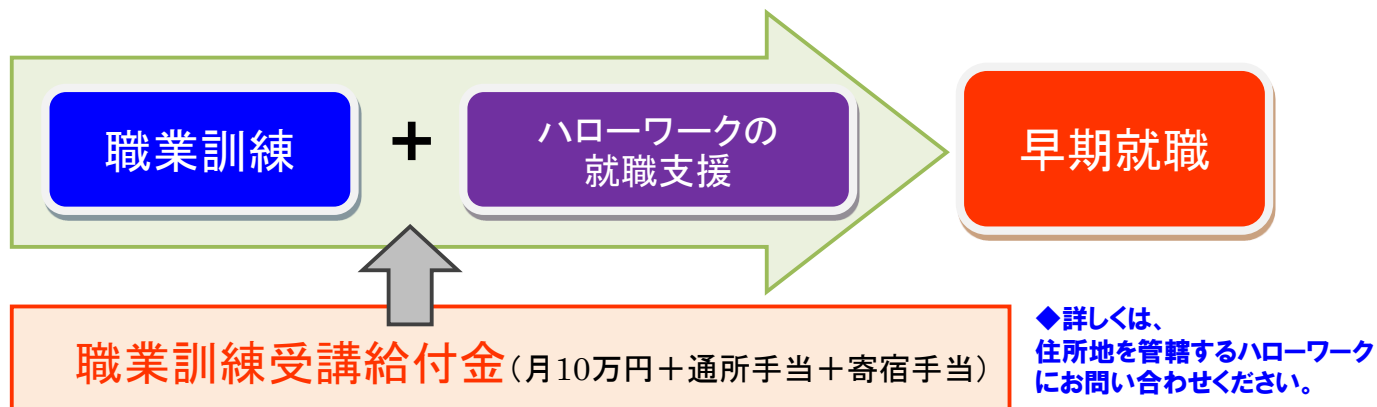 職業訓練
+
ハローワークの
就職支援
早期就職
職業訓練受講給付金(月10万円+通所手当+寄宿手当)
◆詳しくは、
住所地を管轄するハローワーク
にお問い合わせください。